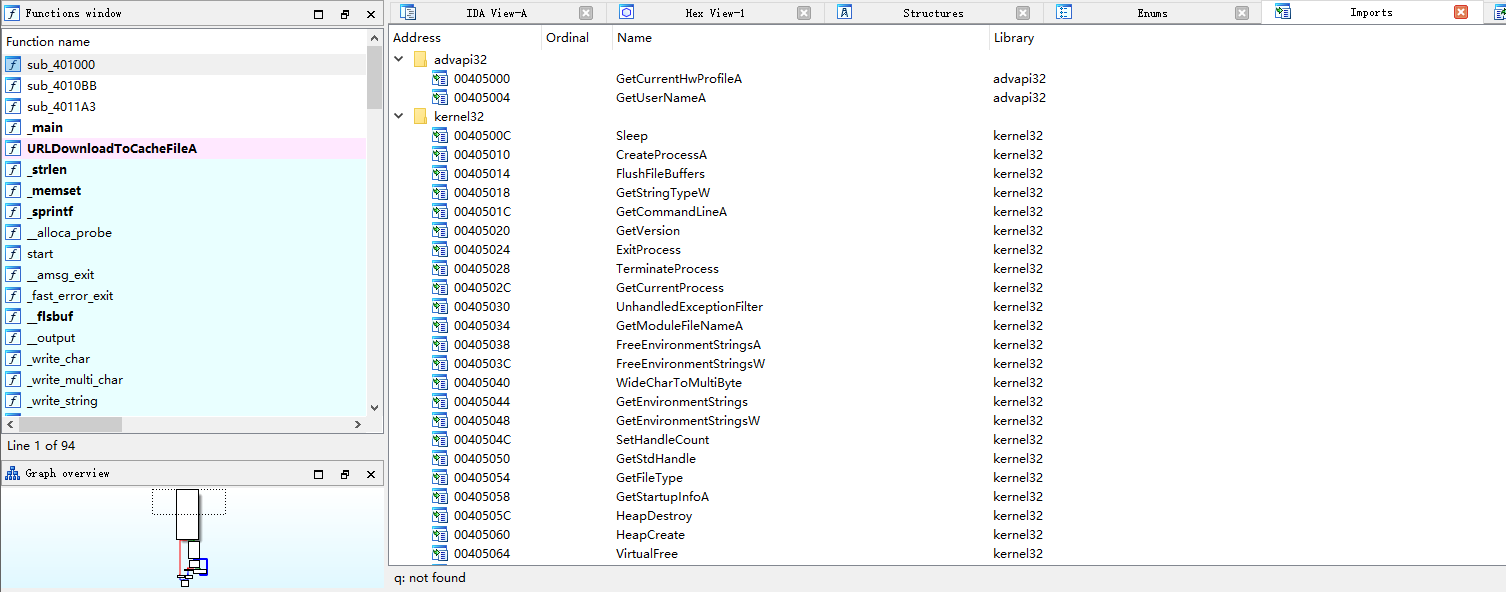 Functions window
Function name
sub_401000
sub_4010BB
sub_4011A3
_main
URLDownloadToCacheFileA
_strlen
_memset
_sprintf
__alloca_probe
start
__amsg_exit
_fast_error_exit
__flsbuf
__output
_write_char
_write_multi_char
_write_string
Line 1 of 94
Graph overview
IDA View-A Hex View-1 Structures Enums Imports
Address Ordinal Name Library
advapi32
00405000 GetCurrentHwProfileA advapi32
00405004 GetUserNameA advapi32
kernel32
0040500C Sleep kernel32
00405010 CreateProcessA kernel32
00405014 FlushFileBuffers kernel32
00405018 GetStringTypeW kernel32
0040501C GetCommandLineA kernel32
00405020 GetVersion kernel32
00405024 ExitProcess kernel32
00405028 TerminateProcess kernel32
0040502C GetCurrentProcess kernel32
00405030 UnhandledExceptionFilter kernel32
00405034 GetModuleFileNameA kernel32
00405038 FreeEnvironmentStringsA kernel32
0040503C FreeEnvironmentStringsW kernel32
00405040 WideCharToMultiByte kernel32
00405044 GetEnvironmentStrings kernel32
00405048 GetEnvironmentStringsW kernel32
0040504C SetHandleCount kernel32
00405050 GetStdHandle kernel32
00405054 GetFileType kernel32
00405058 GetStartupInfoA kernel32
0040505C HeapDestroy kernel32
00405060 HeapCreate kernel32
00405064 VirtualFree kernel32
q: not found